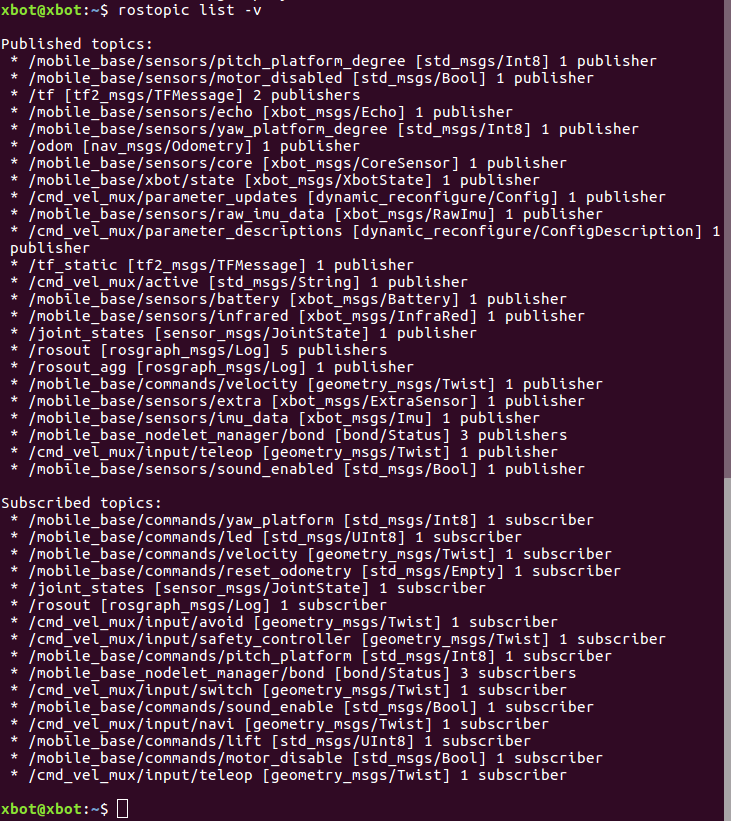 xbot@xbot:~$ rostopic list -v

Published topics:
 * /mobile_base/sensors/pitch_platform_degree [std_msgs/Int8] 1 publisher
 * /mobile_base/sensors/motor_disabled [std_msgs/Bool] 1 publisher
 * /tf [tf2_msgs/TFMessage] 2 publishers
 * /mobile_base/sensors/echo [xbot_msgs/Echo] 1 publisher
 * /mobile_base/sensors/yaw_platform_degree [std_msgs/Int8] 1 publisher
 * /odom [nav_msgs/Odometry] 1 publisher
 * /mobile_base/sensors/core [xbot_msgs/CoreSensor] 1 publisher
 * /mobile_base/xbot/state [xbot_msgs/XbotState] 1 publisher
 * /cmd_vel_mux/parameter_updates [dynamic_reconfigure/Config] 1 publisher
 * /mobile_base/sensors/raw_imu_data [xbot_msgs/RawImu] 1 publisher
 * /cmd_vel_mux/parameter_descriptions [dynamic_reconfigure/ConfigDescription] 1
 publisher
 * /tf_static [tf2_msgs/TFMessage] 1 publisher
 * /cmd_vel_mux/active [std_msgs/String] 1 publisher
 * /mobile_base/sensors/battery [xbot_msgs/Battery] 1 publisher
 * /mobile_base/sensors/infrared [xbot_msgs/InfraRed] 1 publisher
 * /joint_states [sensor_msgs/JointState] 1 publisher
 * /rosout [rosgraph_msgs/Log] 5 publishers
 * /rosout_agg [rosgraph_msgs/Log] 1 publisher
 * /mobile_base/commands/velocity [geometry_msgs/Twist] 1 publisher
 * /mobile_base/sensors/extra [xbot_msgs/ExtraSensor] 1 publisher
 * /mobile_base/sensors/imu_data [xbot_msgs/Imu] 1 publisher
 * /mobile_base_nodelet_manager/bond [bond/Status] 3 publishers
 * /cmd_vel_mux/input/teleop [geometry_msgs/Twist] 1 publisher
 * /mobile_base/sensors/sound_enabled [std_msgs/Bool] 1 publisher

Subscribed topics:
 * /mobile_base/commands/yaw_platform [std_msgs/Int8] 1 subscriber
 * /mobile_base/commands/led [std_msgs/UInt8] 1 subscriber
 * /mobile_base/commands/velocity [geometry_msgs/Twist] 1 subscriber
 * /mobile_base/commands/reset_odometry [std_msgs/Empty] 1 subscriber
 * /joint_states [sensor_msgs/JointState] 1 subscriber
 * /rosout [rosgraph_msgs/Log] 1 subscriber
 * /cmd_vel_mux/input/avoid [geometry_msgs/Twist] 1 subscriber
 * /cmd_vel_mux/input/safety_controller [geometry_msgs/Twist] 1 subscriber
 * /mobile_base/commands/pitch_platform [std_msgs/Int8] 1 subscriber
 * /mobile_base_nodelet_manager/bond [bond/Status] 3 subscribers
 * /cmd_vel_mux/input/switch [geometry_msgs/Twist] 1 subscriber
 * /mobile_base/commands/sound_enable [std_msgs/Bool] 1 subscriber
 * /cmd_vel_mux/input/navi [geometry_msgs/Twist] 1 subscriber
 * /mobile_base/commands/lift [std_msgs/UInt8] 1 subscriber
 * /mobile_base/commands/motor_disable [std_msgs/Bool] 1 subscriber
 * /cmd_vel_mux/input/teleop [geometry_msgs/Twist] 1 subscriber

xbot@xbot:~$